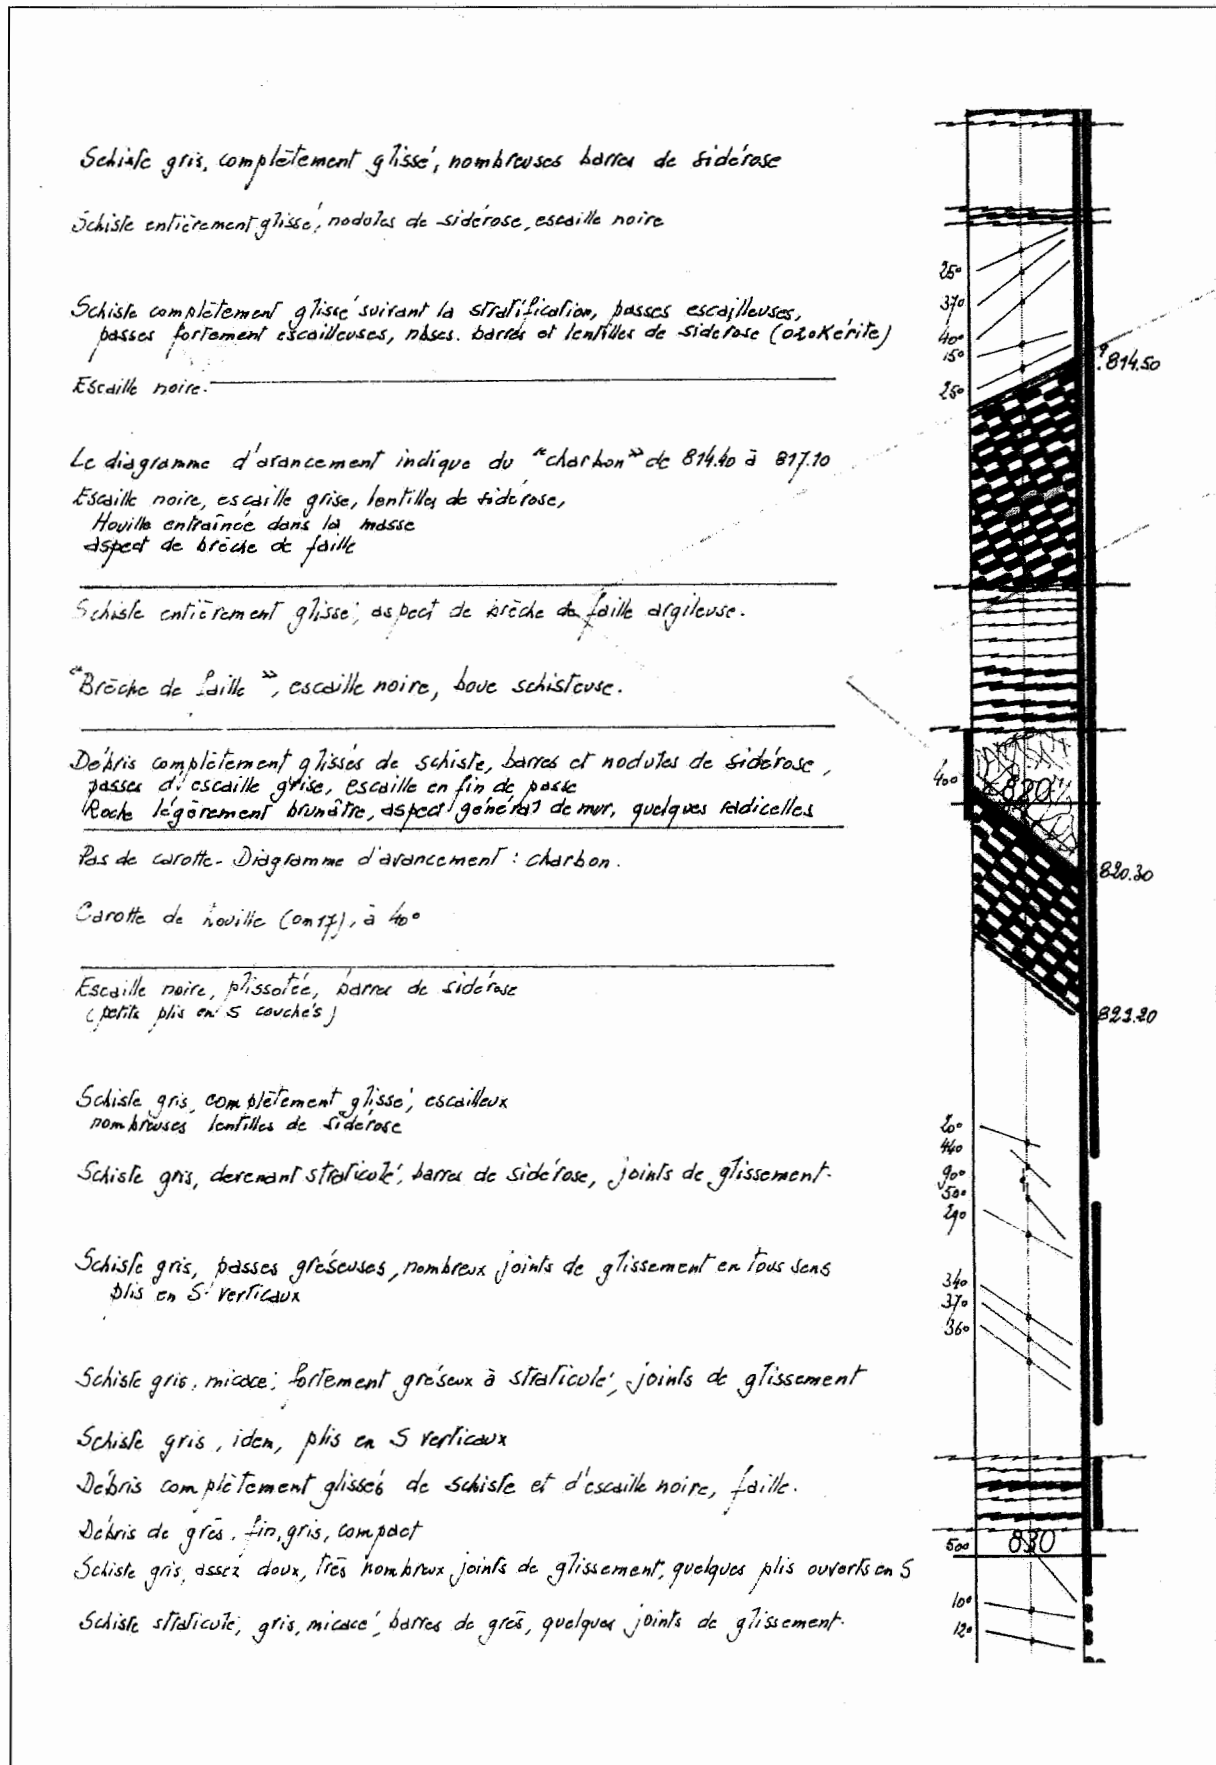 Schiste gris, complètement glissé, nombreuses barres de sidérose
Schiste entièrement glissé, nodules de sidérose, escaille noire
25°
37°
Schiste complètement glissé suivant la stratification, passes escailleuses,
passes fortement escailleuses, nbses. barres et lentilles de sidérose (ozokérite)
40°
15°
814.50
Escaille noire.
25°
Le diagramme d'avancement indique du "charbon" de 814.40 à 817.10
Escaille noire, escaille grise, lentilles de sidérose,
Houille entraînée dans la masse
aspect de brèche de faille
Schiste entièrement glissé, aspect de brèche de faille argileuse.
"Brèche de faille", escaille noire, boue schisteuse.
Débris complètement glissés de schiste, barres et nodules de sidérose,
passes d'escaille grise, escaille en fin de passe
40°
820
Roche légèrement brunâtre, aspect général de mur, quelques radicelles
Pas de carotte - Diagramme d'avancement : charbon.
820.30
Carotte de houille (0m17), à 40°
Escaille noire, plissotée, barres de sidérose
(petits plis en S couchés)
821.20
Schiste gris, complètement glissé, escailleux
nombreuses lentilles de sidérose
20°
44°
Schiste gris, devenant straticulé, barres de sidérose, joints de glissement.
90°
50°
29°
Schiste gris, passes gréseuses, nombreux joints de glissement en tous sens
plis en S verticaux
34°
37°
36°
Schiste gris, micacé, fortement gréseux à straticulé, joints de glissement
Schiste gris, idem, plis en S verticaux
Débris complètement glissés de schiste et d'escaille noire, faille.
Débris de grès, fin, gris, compact
50°
830
Schiste gris, assez doux, très nombreux joints de glissement, quelques plis ouverts en S
10°
Schiste straticulé, gris, micacé, barres de grès, quelques joints de glissement.
12°